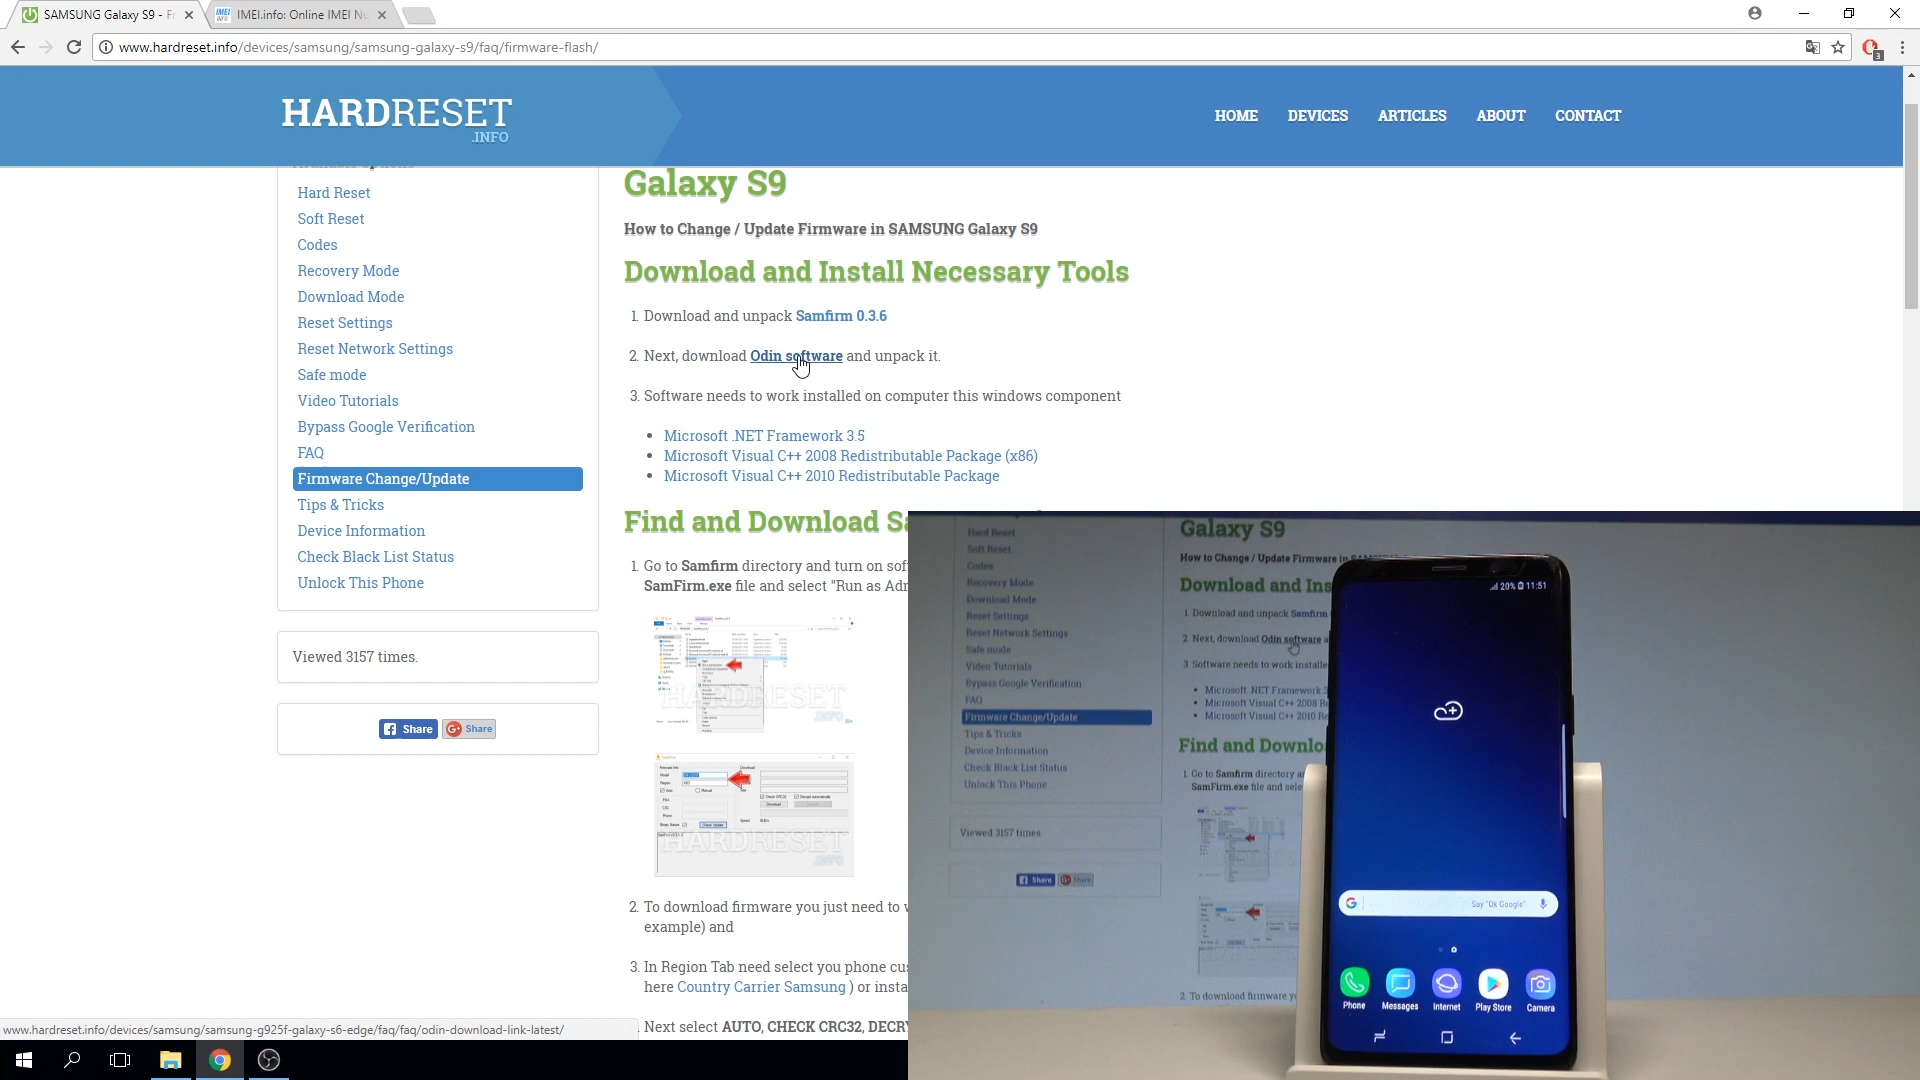 SAMSUNG Galaxy S9 - F
IMEI.info: Online IMEI Nu
www.hardreset.info/devices/samsung/samsung-galaxy-s9/faq/firmware-flash/
3
HARDRESET
.INFO
HOME
DEVICES
ARTICLES
ABOUT
CONTACT
Hard Reset
Soft Reset
Codes
Recovery Mode
Download Mode
Reset Settings
Reset Network Settings
Safe mode
Video Tutorials
Bypass Google Verification
FAQ
Firmware Change/Update
Tips & Tricks
Device Information
Check Black List Status
Unlock This Phone
Viewed 3157 times.
Share
Share
Galaxy S9
How to Change / Update Firmware in SAMSUNG Galaxy S9
Download and Install Necessary Tools
1. Download and unpack Samfirm 0.3.6
2. Next, download Odin software and unpack it.
3. Software needs to work installed on computer this windows component
Microsoft .NET Framework 3.5
Microsoft Visual C++ 2008 Redistributable Package (x86)
Microsoft Visual C++ 2010 Redistributable Package
Find and Download Sa
1. Go to Samfirm directory and turn on sof
SamFirm.exe file and select "Run as Adm
HARDRESET
.INFO
HARDRESET
.INFO
2. To download firmware you just need to w
example) and
3. In Region Tab need select you phone cus
here Country Carrier Samsung ) or insta
Next select AUTO, CHECK CRC32, DECRY
www.hardreset.info/devices/samsung/samsung-g925f-galaxy-s6-edge/faq/faq/odin-download-link-latest/
Hard Reset
Soft Reset
Codes
Recovery Mode
Download Mode
Reset Settings
Reset Network Settings
Safe mode
Video Tutorials
Bypass Google Verification
FAQ
Firmware Change/Update
Tips & Tricks
Device Information
Check Black List Status
Unlock This Phone
Viewed 3157 times.
Share
Share
Galaxy S9
How to Change / Update Firmware in
Download and Ins
1. Download and unpack Samfirm
2. Next, download Odin software a
3. Software needs to work installe
Microsoft .NET Framework 3
Microsoft Visual C++ 2008 Re
Microsoft Visual C++ 2010 Re
Find and Downlo
1. Go to Samfirm directory a
SamFirm.exe file and sele
2. To download firmware y
20% 11:51
Say "Ok Google"
Phone
Messages
Internet
Play Store
Camera